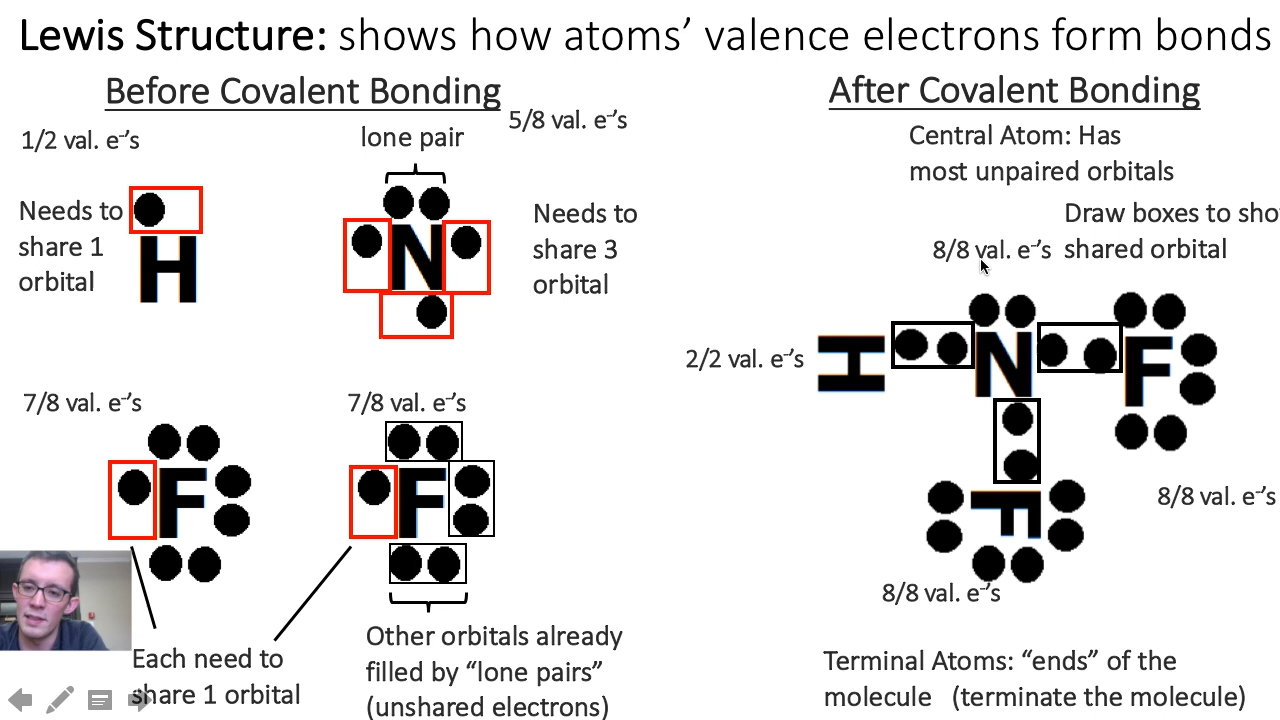 Lewis Structure: shows how atoms’ valence electrons form bonds
Before Covalent Bonding
1/2 val. e⁻’s
lone pair
5/8 val. e⁻’s
Needs to
share 1
orbital
H
N
Needs to
share 3
orbital
7/8 val. e⁻’s
7/8 val. e⁻’s
F
F
Each need to
share 1 orbital
Other orbitals already
filled by “lone pairs”
(unshared electrons)
After Covalent Bonding
Central Atom: Has
most unpaired orbitals
Draw boxes to sho
shared orbital
8/8 val. e⁻’s
2/2 val. e⁻’s
H N F
F
8/8 val. e⁻’s
8/8 val. e⁻’s
Terminal Atoms: “ends” of the
molecule (terminate the molecule)